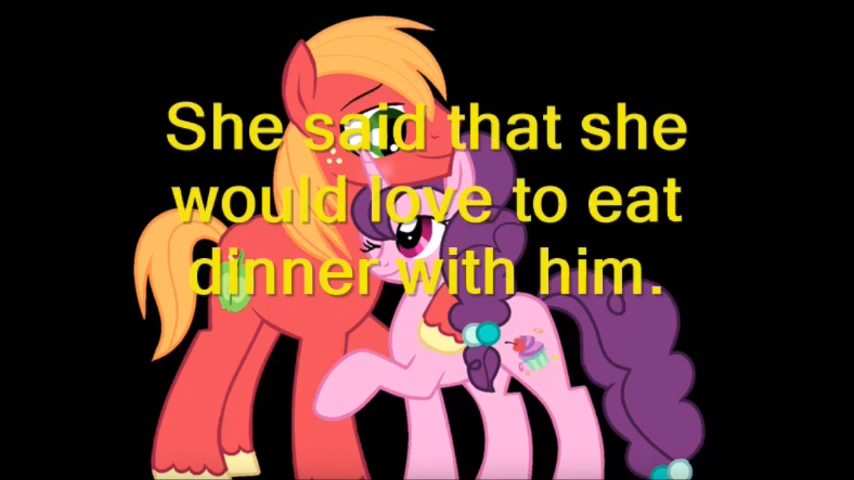 She said that she
would love to eat
dinner with him.